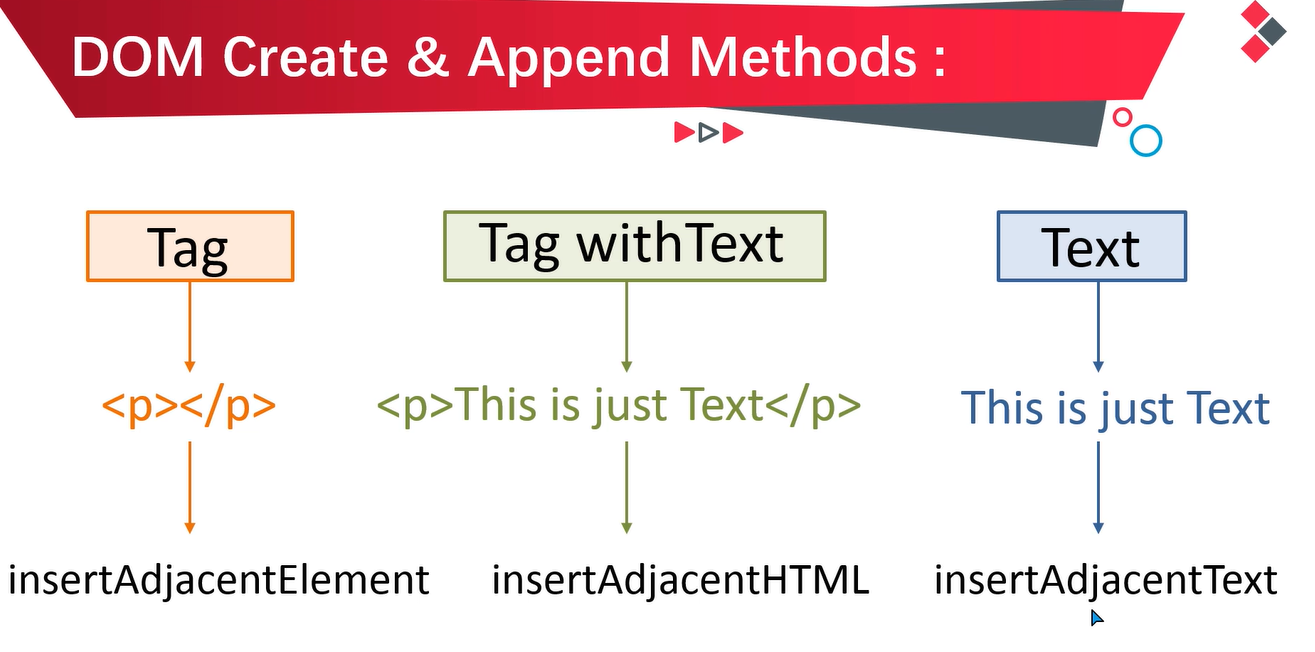 DOM Create & Append Methods :
Tag
Tag withText
Text
<p></p>
<p>This is just Text</p>
This is just Text
insertAdjacentElement
insertAdjacentHTML
insertAdjacentText